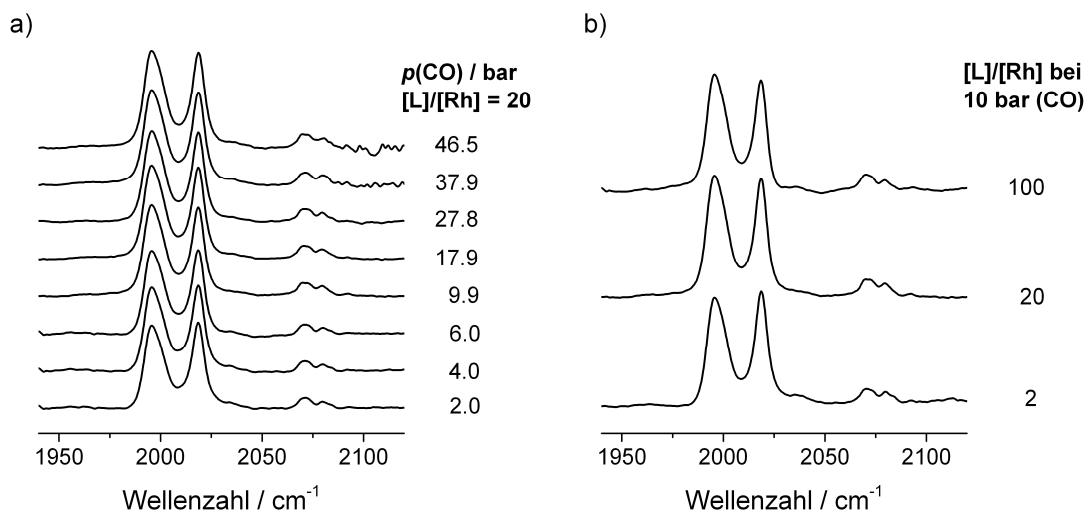 a)
p(CO) / bar
[L]/[Rh] = 20
46.5
37.9
27.8
17.9
9.9
6.0
4.0
2.0
1950 2000 2050 2100
Wellenzahl / cm⁻¹
b)
[L]/[Rh] bei
10 bar (CO)
100
20
2
1950 2000 2050 2100
Wellenzahl / cm⁻¹